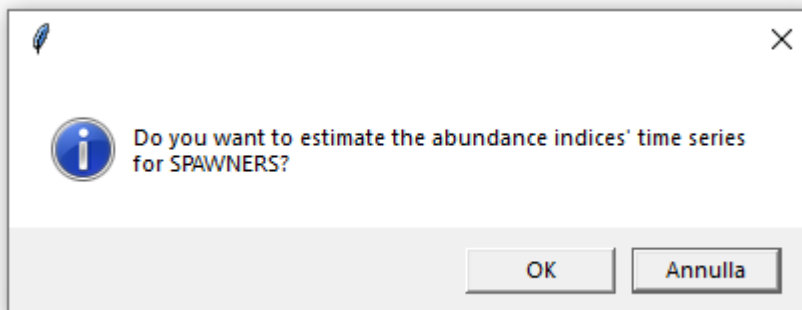 Do you want to estimate the abundance indices' time series
for SPAWNERS?
OK
Annulla